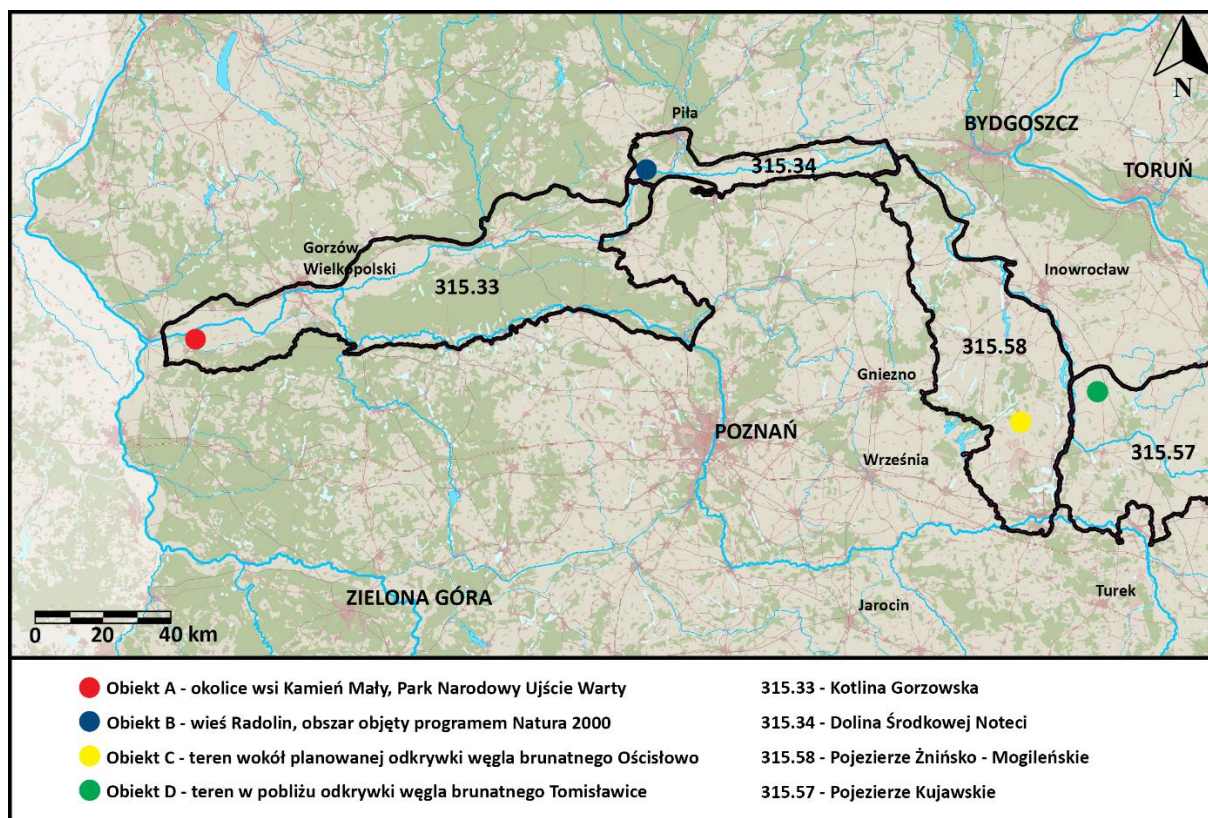 N
Piła
BYDGOSZCZ
315.34
TORUŃ
Gorzów
Wielkopolski
Inowrocław
315.33
315.58
Gniezno
POZNAŃ
Września
315.57
ZIELONA GÓRA
Jarocin
Turek
0 20 40 km
Obiekt A - okolice wsi Kamień Mały, Park Narodowy Ujście Warty
Obiekt B - wieś Radolin, obszar objęty programem Natura 2000
Obiekt C - teren wokół planowanej odkrywki węgla brunatnego Ościsłowo
Obiekt D - teren w pobliżu odkrywki węgla brunatnego Tomisławice
315.33 - Kotlina Gorzowska
315.34 - Dolina Środkowej Noteci
315.58 - Pojezierze Żnińsko - Mogileńskie
315.57 - Pojezierze Kujawskie